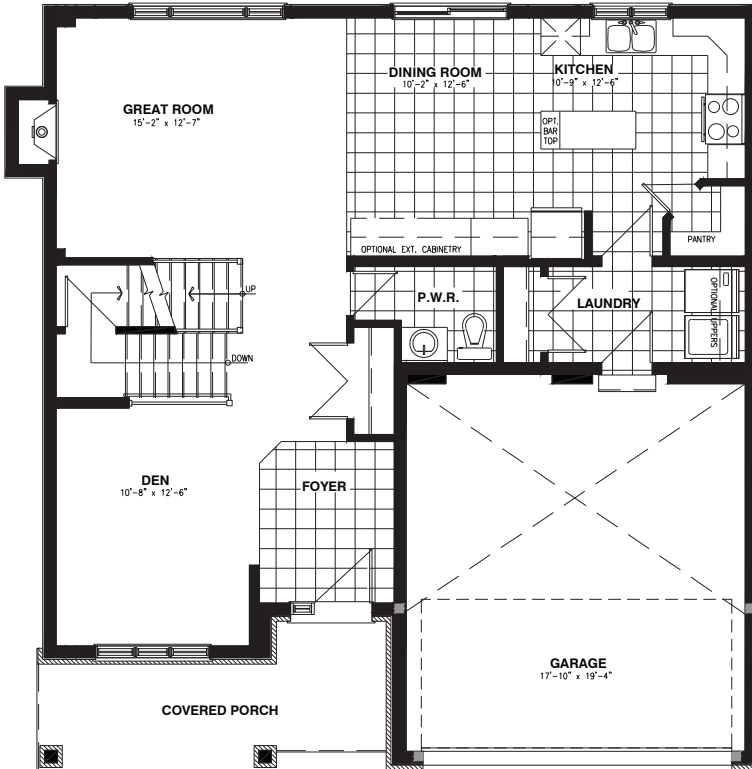 GREAT ROOM
15'-2" x 12'-7"
DINING ROOM
10'-2" x 12'-6"
KITCHEN
10'-9" x 12'-6"
OPT.
BAR
TOP
OPTIONAL EXT. CABINETRY
PANTRY
UP
P.W.R.
LAUNDRY
OPTIONAL UPPERS
DOWN
DEN
10'-8" x 12'-6"
FOYER
GARAGE
17'-10" x 19'-4"
COVERED PORCH